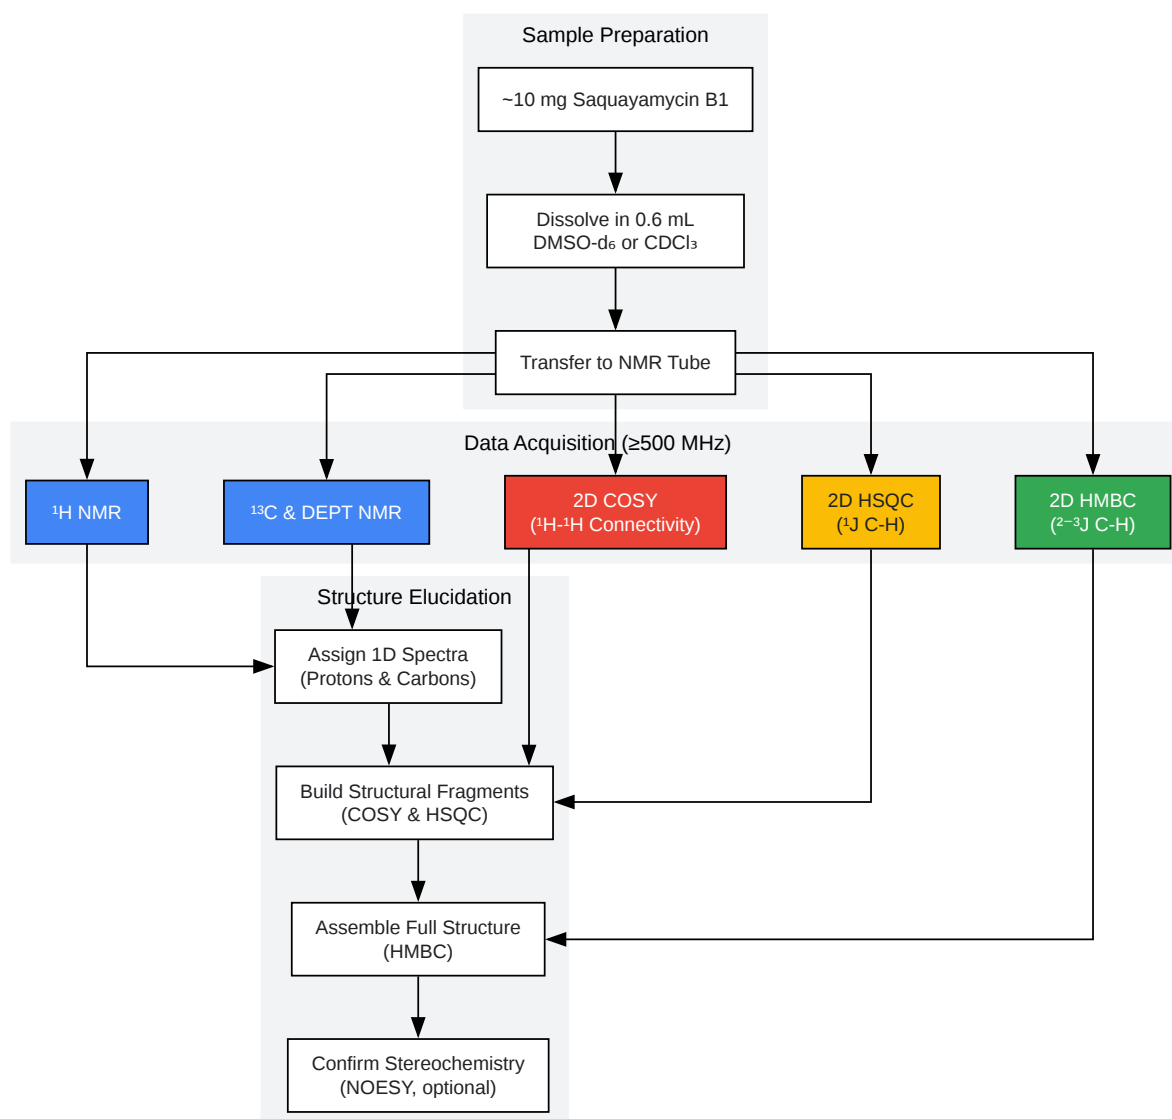 Sample Preparation
~10 mg Saquayamycin B1
Dissolve in 0.6 mL
DMSO-d₆ or CDCl₃
Transfer to NMR Tube
Data Acquisition (≥500 MHz)
¹H NMR
¹³C & DEPT NMR
2D COSY
(¹H-¹H Connectivity)
2D HSQC
(¹J C-H)
2D HMBC
(²⁻³J C-H)
Structure Elucidation
Assign 1D Spectra
(Protons & Carbons)
Build Structural Fragments
(COSY & HSQC)
Assemble Full Structure
(HMBC)
Confirm Stereochemistry
(NOESY, optional)